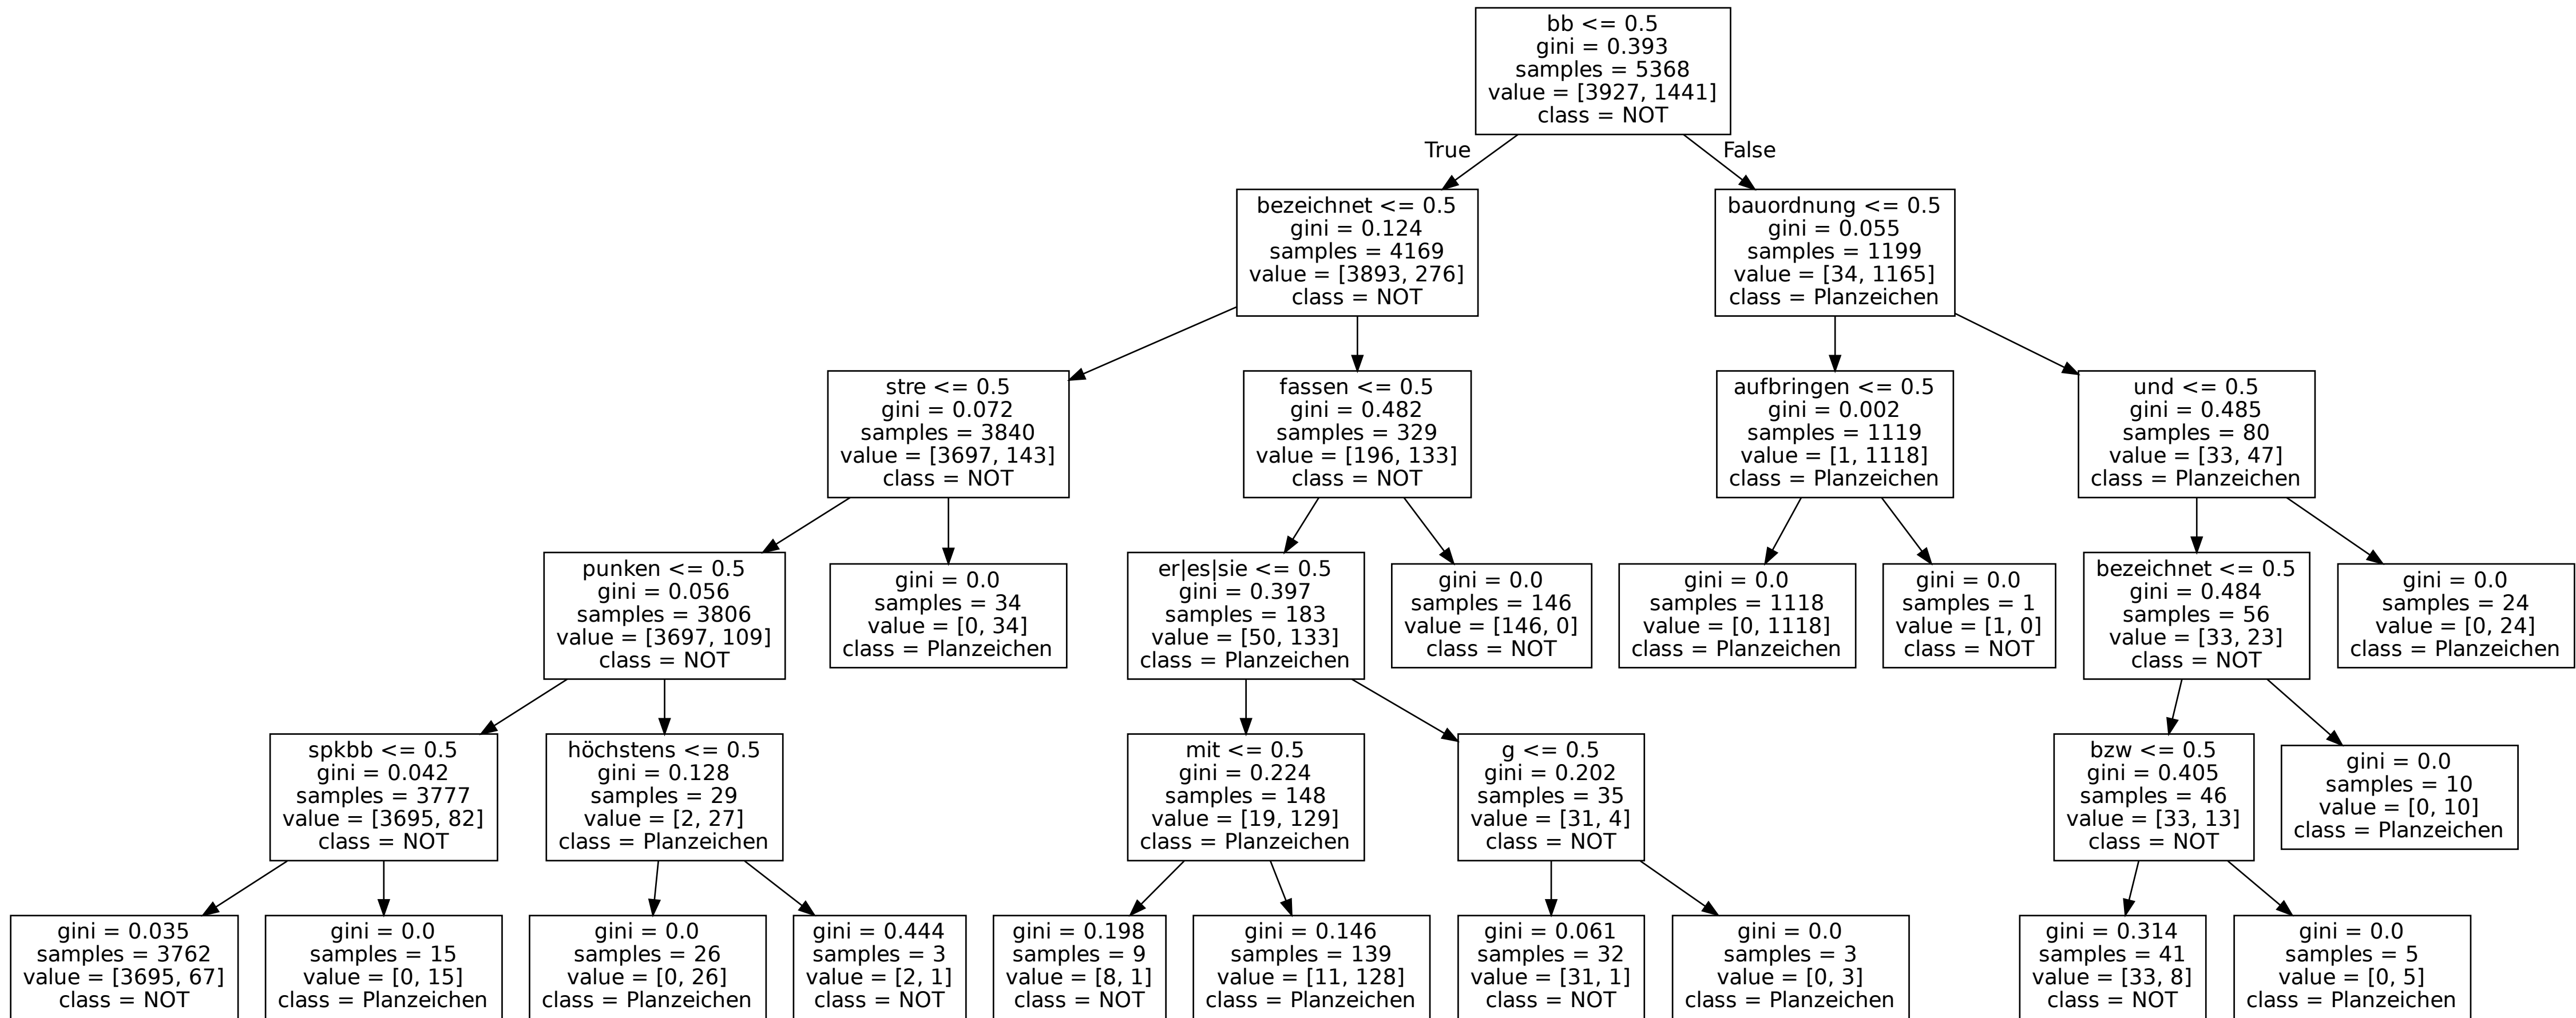 bb <= 0.5
gini = 0.393
samples = 5368
value = [3927, 1441]
class = NOT
True
False
bezeichnet <= 0.5
gini = 0.124
samples = 4169
value = [3893, 276]
class = NOT
bauordnung <= 0.5
gini = 0.055
samples = 1199
value = [34, 1165]
class = Planzeichen
stre <= 0.5
gini = 0.072
samples = 3840
value = [3697, 143]
class = NOT
fassen <= 0.5
gini = 0.482
samples = 329
value = [196, 133]
class = NOT
aufbringen <= 0.5
gini = 0.002
samples = 1119
value = [1, 1118]
class = Planzeichen
und <= 0.5
gini = 0.485
samples = 80
value = [33, 47]
class = Planzeichen
punken <= 0.5
gini = 0.056
samples = 3806
value = [3697, 109]
class = NOT
gini = 0.0
samples = 34
value = [0, 34]
class = Planzeichen
er|es|sie <= 0.5
gini = 0.397
samples = 183
value = [50, 133]
class = Planzeichen
gini = 0.0
samples = 146
value = [146, 0]
class = NOT
gini = 0.0
samples = 1118
value = [0, 1118]
class = Planzeichen
gini = 0.0
samples = 1
value = [1, 0]
class = NOT
bezeichnet <= 0.5
gini = 0.484
samples = 56
value = [33, 23]
class = NOT
gini = 0.0
samples = 24
value = [0, 24]
class = Planzeichen
spkbb <= 0.5
gini = 0.042
samples = 3777
value = [3695, 82]
class = NOT
höchstens <= 0.5
gini = 0.128
samples = 29
value = [2, 27]
class = Planzeichen
mit <= 0.5
gini = 0.224
samples = 148
value = [19, 129]
class = Planzeichen
g <= 0.5
gini = 0.202
samples = 35
value = [31, 4]
class = NOT
bzw <= 0.5
gini = 0.405
samples = 46
value = [33, 13]
class = NOT
gini = 0.0
samples = 10
value = [0, 10]
class = Planzeichen
gini = 0.035
samples = 3762
value = [3695, 67]
class = NOT
gini = 0.0
samples = 15
value = [0, 15]
class = Planzeichen
gini = 0.0
samples = 26
value = [0, 26]
class = Planzeichen
gini = 0.444
samples = 3
value = [2, 1]
class = NOT
gini = 0.198
samples = 9
value = [8, 1]
class = NOT
gini = 0.146
samples = 139
value = [11, 128]
class = Planzeichen
gini = 0.061
samples = 32
value = [31, 1]
class = NOT
gini = 0.0
samples = 3
value = [0, 3]
class = Planzeichen
gini = 0.314
samples = 41
value = [33, 8]
class = NOT
gini = 0.0
samples = 5
value = [0, 5]
class = Planzeichen